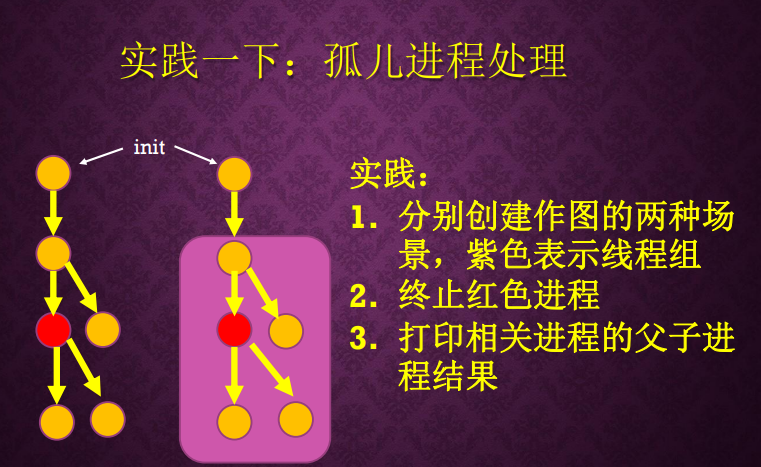 实践一下：孤儿进程处理
init
实践：
1. 分别创建作图的两种场
景，紫色表示线程组
2. 终止红色进程
3. 打印相关进程的父子进
程结果